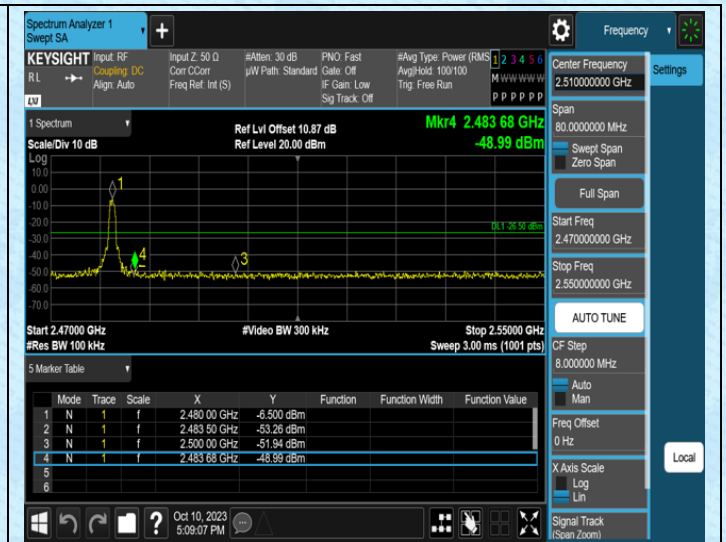 Spectrum Analyzer 1
Swept SA
Frequency
KEYSIGHT
RL
LXI
Input: RF
Coupling: DC
Align: Auto
Input Z: 50 Ω
Corr CCorr
Freq Ref: Int (S)
#Atten: 30 dB
µW Path: Standard
PNO: Fast
Gate: Off
IF Gain: Low
Sig Track: Off
#Avg Type: Power (RMS
Avg|Hold: 100/100
Trig: Free Run
1 2 3 4 5 6
M W W W W W
P P P P P P
1 Spectrum
Scale/Div 10 dB
Ref Lvl Offset 10.87 dB
Ref Level 20.00 dBm
Mkr4 2.483 68 GHz
-48.99 dBm
Log
10.0
0.00
-10.0
-20.0
-30.0
-40.0
-50.0
-60.0
-70.0
1
4
3
DL1 -26.50 dBm
Start 2.47000 GHz
#Video BW 300 kHz
Stop 2.55000 GHz
#Res BW 100 kHz
Sweep 3.00 ms (1001 pts)
5 Marker Table
Mode Trace Scale X Y Function Function Width Function Value
1 N 1 f 2.480 00 GHz -6.500 dBm
2 N 1 f 2.483 50 GHz -53.26 dBm
3 N 1 f 2.500 00 GHz -51.94 dBm
4 N 1 f 2.483 68 GHz -48.99 dBm
5
6
?
Oct 10, 2023
5:09:07 PM
Center Frequency
2.510000000 GHz
Settings
Span
80.0000000 MHz
Swept Span
Zero Span
Full Span
Start Freq
2.470000000 GHz
Stop Freq
2.550000000 GHz
AUTO TUNE
CF Step
8.000000 MHz
Auto
Man
Freq Offset
0 Hz
X Axis Scale
Log
Lin
Local
Signal Track
(Span Zoom)